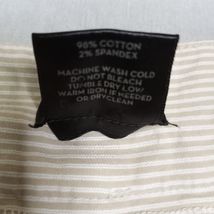 98% COTTON
2% SPANDEX
MACHINE WASH COLD
DO NOT BLEACH
TUMBLE DRY LOW
WARM IRON IF NEEDED
OR DRYCLEAN